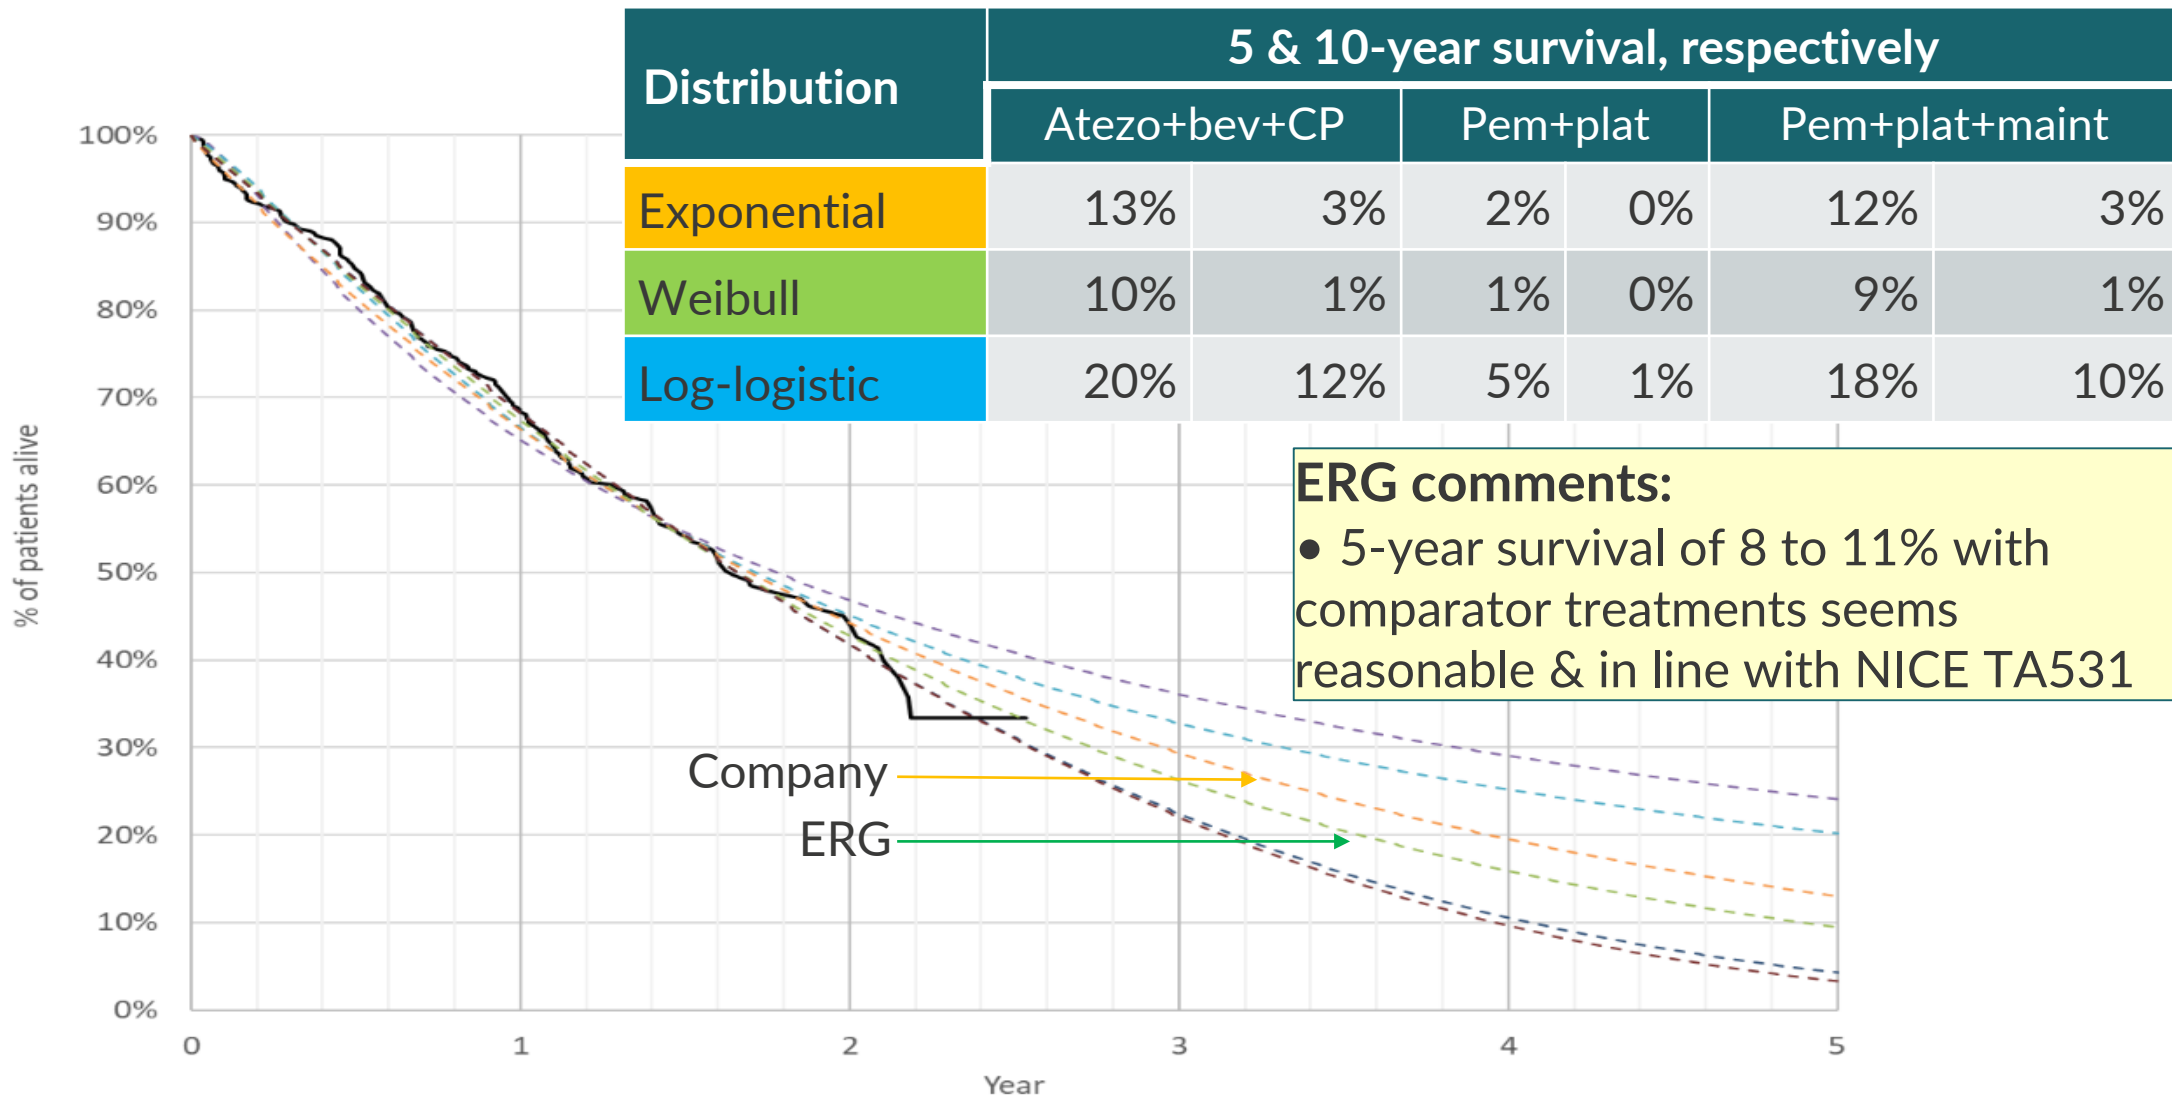 Distribution
5 & 10-year survival, respectively
Atezo+bev+CP Pem+plat Pem+plat+maint
Exponential 13% 3% 2% 0% 12% 3%
Weibull 10% 1% 1% 0% 9% 1%
Log-logistic 20% 12% 5% 1% 18% 10%
ERG comments:
• 5-year survival of 8 to 11% with
comparator treatments seems
reasonable & in line with NICE TA531
% of patients alive
100%
90%
80%
70%
60%
50%
40%
30%
20%
10%
0%
Company
ERG
0 1 2 3 4 5
Year